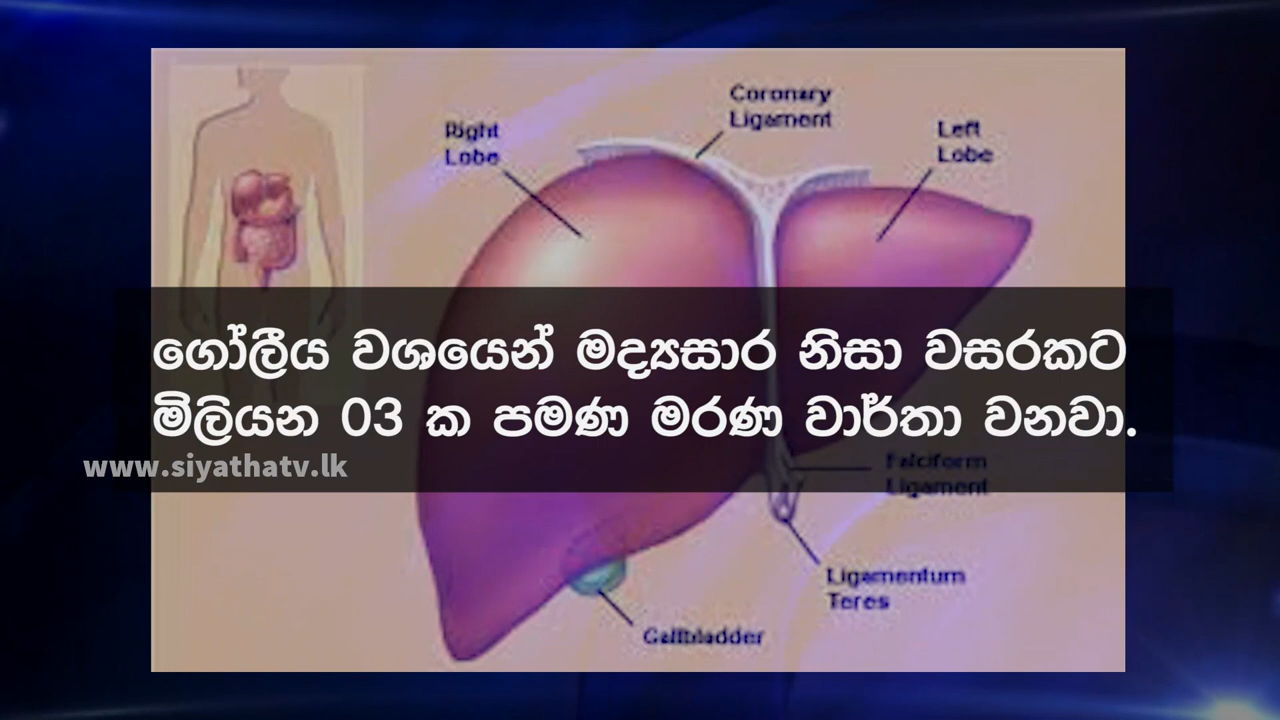 Coronary
Ligament
Right
Lobe
Left
Lobe
ගෝලීය වශයෙන් මද්‍යසාර නිසා වසරකට
මිලියන 03 ක පමණ මරණ වාර්තා වනවා.
www.siyathatv.lk
Falciform
Ligament
Ligamentum
Teres
Gallbladder